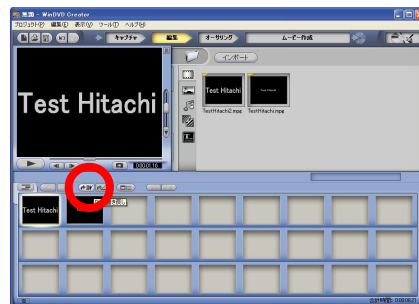 無題 - WinDVD Creator
プロジェクト(P) 編集(E) 表示(V) ツール(T) ヘルプ(H)
キャプチャ 編集 オーサリング ムービー作成
インポート
Test Hitachi
Test Hitachi
TestHitachi2.mpg TestHitachi.mpg
Test Hitachi